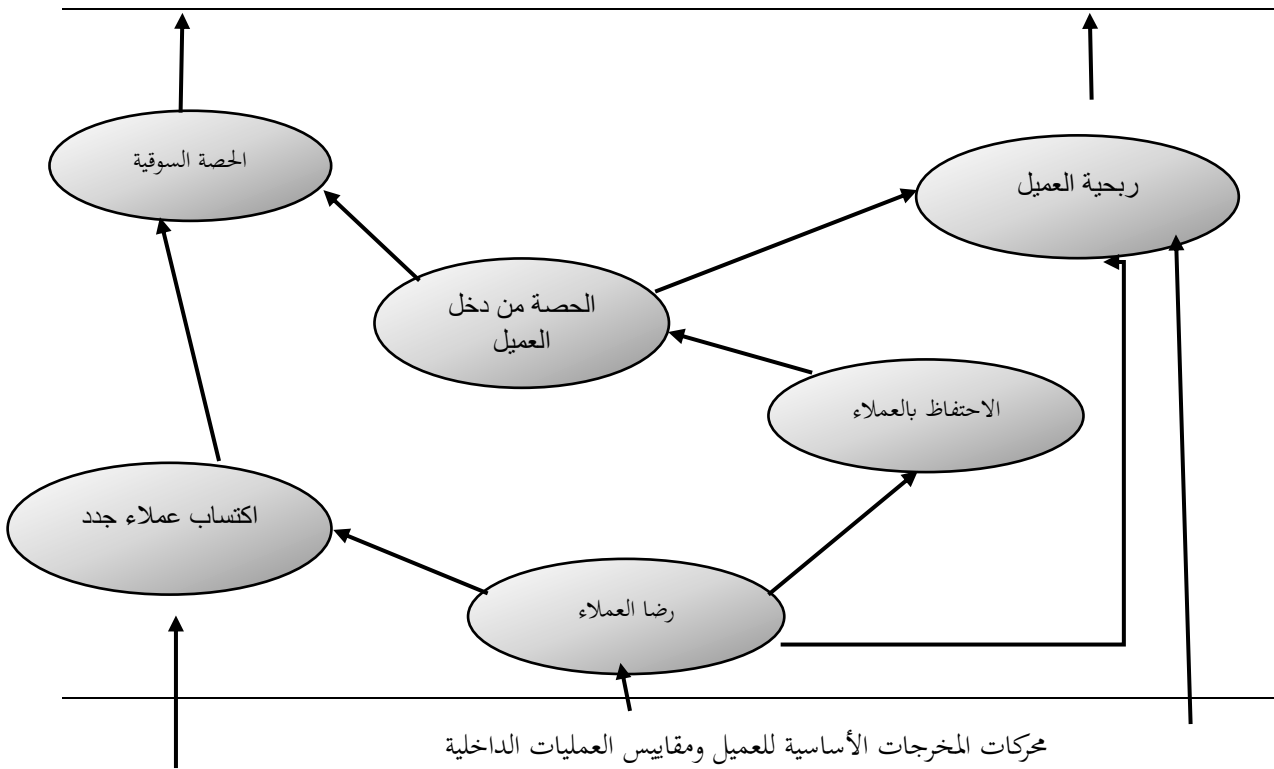 الحصة السوقية
ربحية العميل
الحصة من دخل
العميل
الاحتفاظ بالعملاء
اكتساب عملاء جدد
رضا العملاء
محركات المخرجات الأساسية للعميل ومقاييس العمليات الداخلية